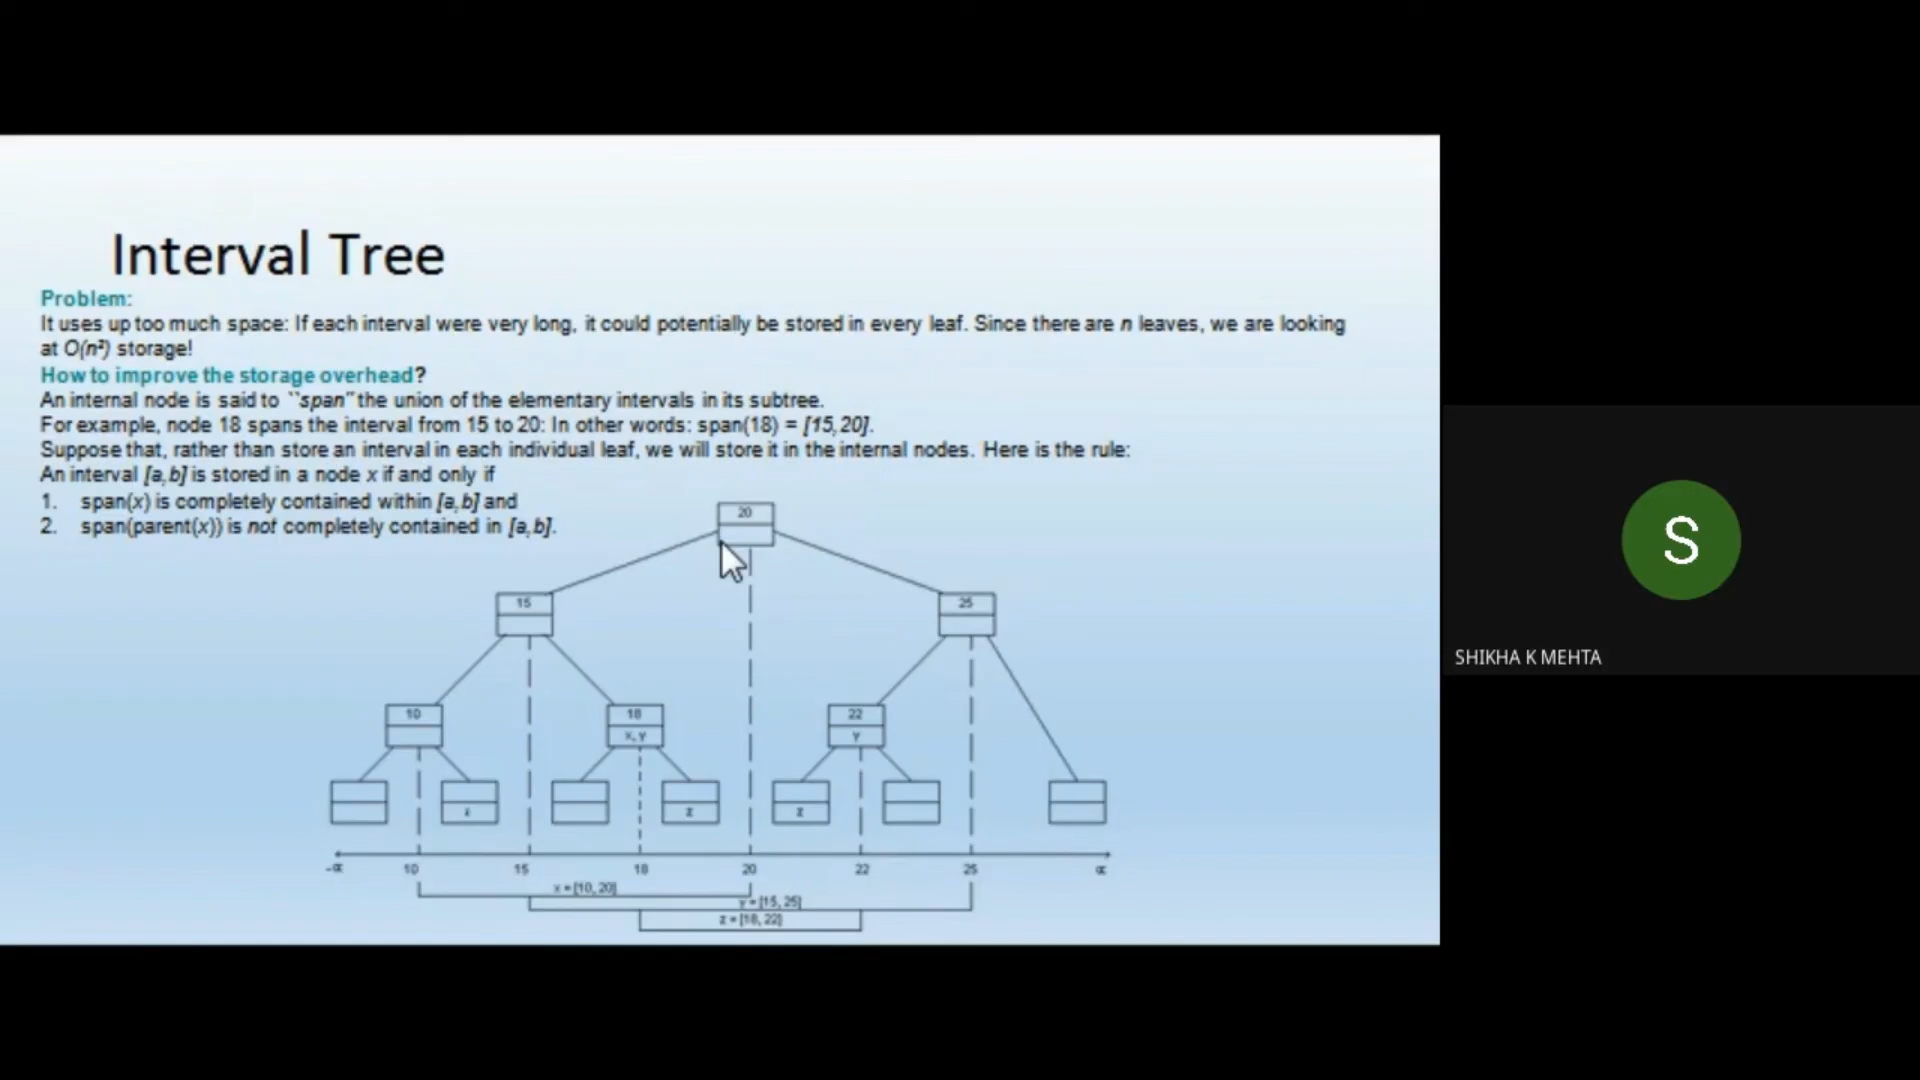 Interval Tree
Problem:
It uses up too much space: If each interval were very long, it could potentially be stored in every leaf. Since there are n leaves, we are looking
at O(n²) storage!
How to improve the storage overhead?
An internal node is said to ``span'' the union of the elementary intervals in its subtree.
For example, node 18 spans the interval from 15 to 20: In other words: span(18) = [15,20].
Suppose that, rather than store an interval in each individual leaf, we will store it in the internal nodes. Here is the rule:
An interval [a,b] is stored in a node x if and only if
1. span(x) is completely contained within [a,b] and
2. span(parent(x)) is not completely contained in [a,b].
20
15 25
10 18 22
x, y y
z z
-α 10 15 18 20 22 25 α
x = [10, 20]
y = [15, 25]
z = [18, 22]
S
SHIKHA K MEHTA